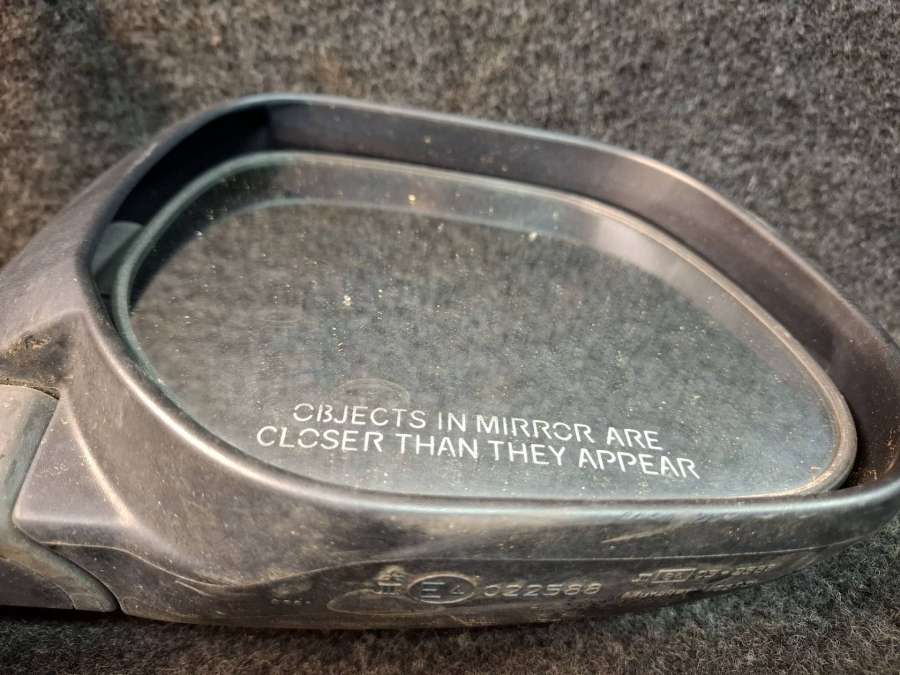 OBJECTS IN MIRROR ARE
CLOSER THAN THEY APPEAR
E4 022588